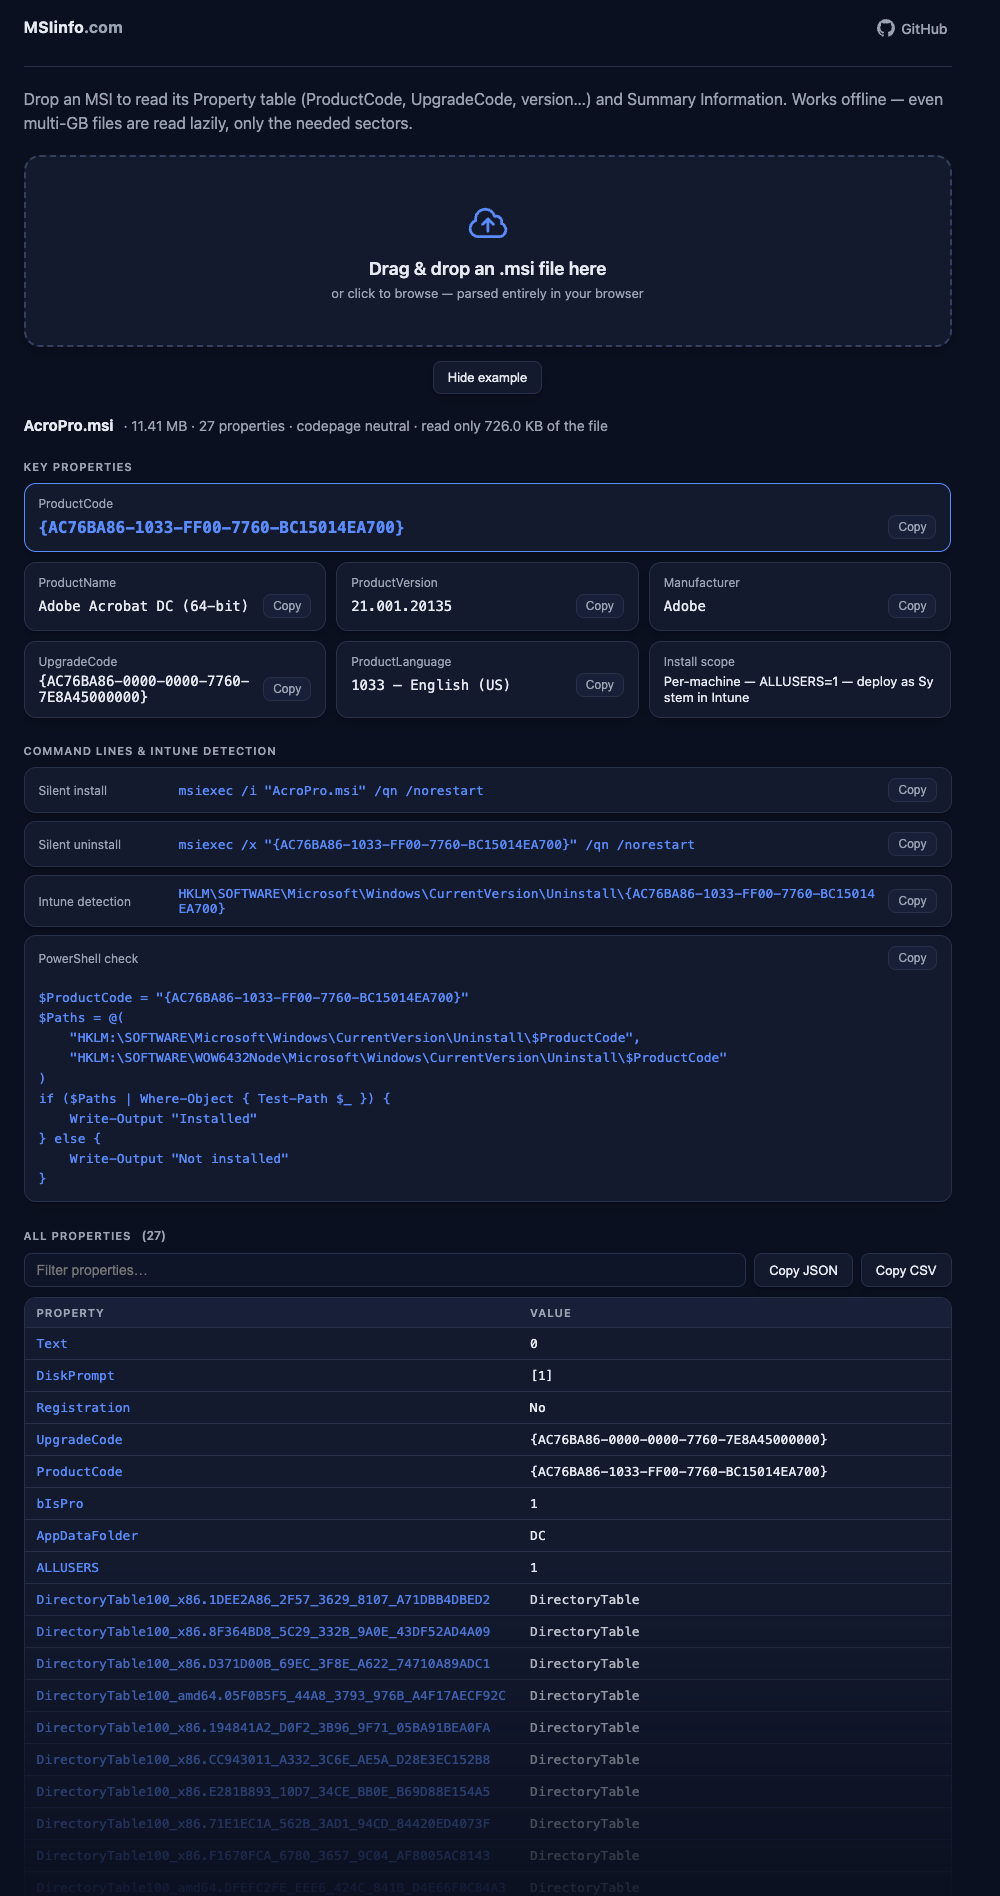 MSIinfo.com
GitHub
Drop an MSI to read its Property table (ProductCode, UpgradeCode, version...) and Summary Information. Works offline — even
multi-GB files are read lazily, only the needed sectors.
Drag & drop an .msi file here
or click to browse — parsed entirely in your browser
Hide example
AcroPro.msi · 11.41 MB · 27 properties · codepage neutral · read only 726.0 KB of the file
KEY PROPERTIES
ProductCode
{AC76BA86-1033-FF00-7760-BC15014EA700}
Copy
ProductName
Adobe Acrobat DC (64-bit)
Copy
ProductVersion
21.001.20135
Copy
Manufacturer
Adobe
Copy
UpgradeCode
{AC76BA86-0000-0000-7760-
7E8A45000000}
Copy
ProductLanguage
1033 — English (US)
Copy
Install scope
Per-machine — ALLUSERS=1 — deploy as Sy
stem in Intune
COMMAND LINES & INTUNE DETECTION
Silent install
msiexec /i "AcroPro.msi" /qn /norestart
Copy
Silent uninstall
msiexec /x "{AC76BA86-1033-FF00-7760-BC15014EA700}" /qn /norestart
Copy
Intune detection
HKLM\SOFTWARE\Microsoft\Windows\CurrentVersion\Uninstall\{AC76BA86-1033-FF00-7760-BC15014
EA700}
Copy
PowerShell check
Copy
$ProductCode = "{AC76BA86-1033-FF00-7760-BC15014EA700}"
$Paths = @(
    "HKLM:\SOFTWARE\Microsoft\Windows\CurrentVersion\Uninstall\$ProductCode",
    "HKLM:\SOFTWARE\WOW6432Node\Microsoft\Windows\CurrentVersion\Uninstall\$ProductCode"
)
if ($Paths | Where-Object { Test-Path $_ }) {
    Write-Output "Installed"
} else {
    Write-Output "Not installed"
}
ALL PROPERTIES (27)
Filter properties...
Copy JSON
Copy CSV
PROPERTY VALUE
Text 0
DiskPrompt [1]
Registration No
UpgradeCode {AC76BA86-0000-0000-7760-7E8A45000000}
ProductCode {AC76BA86-1033-FF00-7760-BC15014EA700}
bIsPro 1
AppDataFolder DC
ALLUSERS 1
DirectoryTable100_x86.1DEE2A86_2F57_3629_8107_A71DBB4DBED2 DirectoryTable
DirectoryTable100_x86.8F364BD8_5C29_332B_9A0E_43DF52AD4A09 DirectoryTable
DirectoryTable100_x86.D371D00B_69EC_3F8E_A622_74710A89ADC1 DirectoryTable
DirectoryTable100_amd64.05F0B5F5_44A8_3793_976B_A4F17AECF92C DirectoryTable
DirectoryTable100_x86.194841A2_D0F2_3B96_9F71_05BA91BEA0FA DirectoryTable
DirectoryTable100_x86.CC943011_A332_3C6E_AE5A_D28E3EC152B8 DirectoryTable
DirectoryTable100_x86.E281B893_10D7_34CE_BB0E_B69D88E154A5 DirectoryTable
DirectoryTable100_x86.71E1EC1A_562B_3AD1_94CD_84420ED4073F DirectoryTable
DirectoryTable100_x86.F1670FCA_6780_3657_9C04_AF8005AC8143 DirectoryTable
DirectoryTable